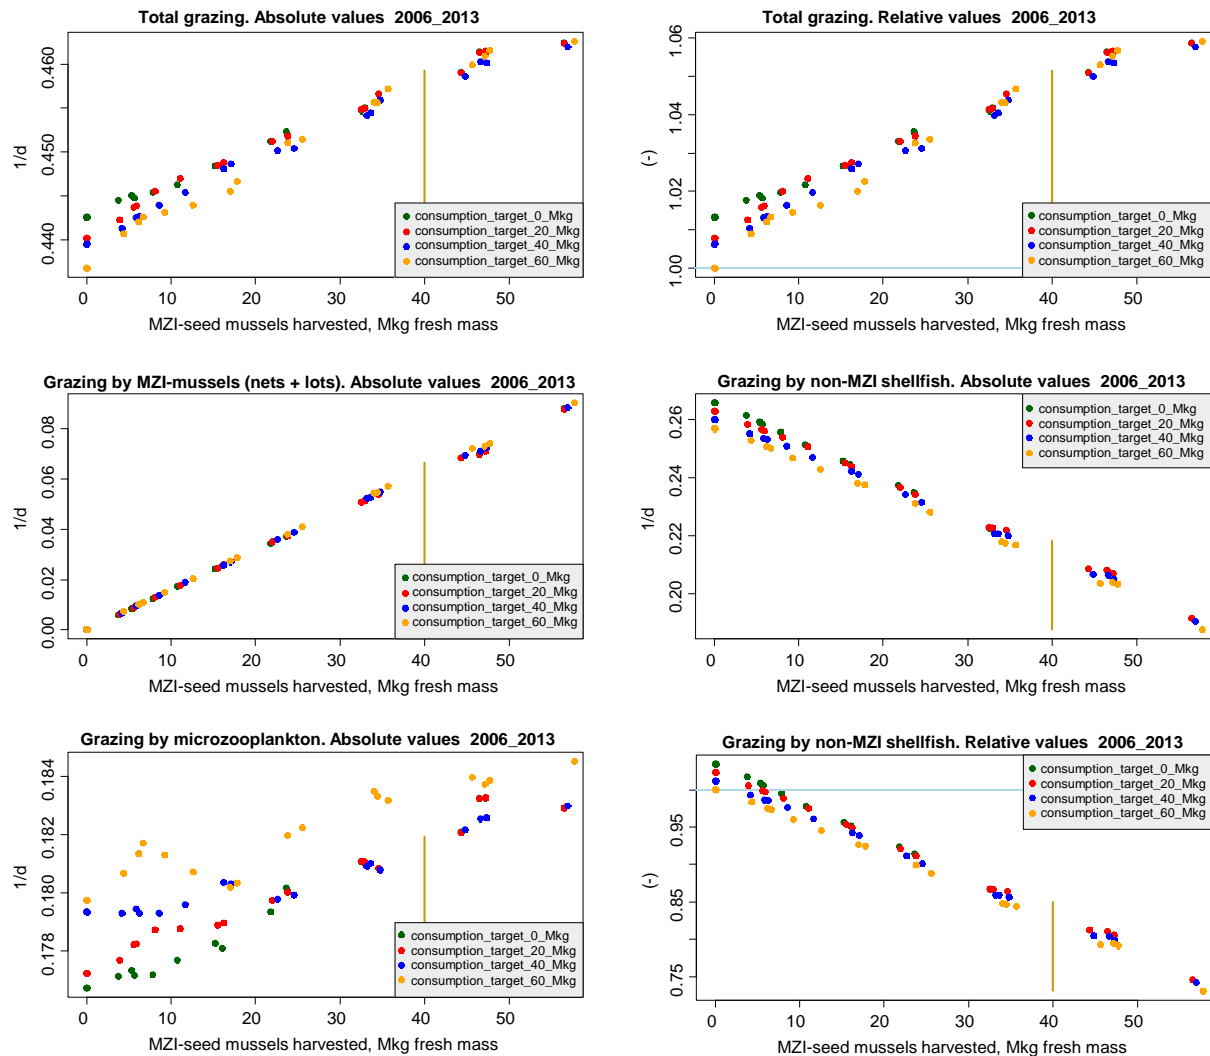 Total grazing. Absolute values  2006_2013
1/d
0.440 0.450 0.460
consumption_target_0_Mkg
consumption_target_20_Mkg
consumption_target_40_Mkg
consumption_target_60_Mkg
0 10 20 30 40 50
MZI-seed mussels harvested, Mkg fresh mass
Total grazing. Relative values  2006_2013
(-)
1.00 1.02 1.04 1.06
consumption_target_0_Mkg
consumption_target_20_Mkg
consumption_target_40_Mkg
consumption_target_60_Mkg
0 10 20 30 40 50
MZI-seed mussels harvested, Mkg fresh mass
Grazing by MZI-mussels (nets + lots). Absolute values  2006_2013
1/d
0.00 0.02 0.04 0.06 0.08
consumption_target_0_Mkg
consumption_target_20_Mkg
consumption_target_40_Mkg
consumption_target_60_Mkg
0 10 20 30 40 50
MZI-seed mussels harvested, Mkg fresh mass
Grazing by non-MZI shellfish. Absolute values  2006_2013
1/d
0.20 0.22 0.24 0.26
consumption_target_0_Mkg
consumption_target_20_Mkg
consumption_target_40_Mkg
consumption_target_60_Mkg
0 10 20 30 40 50
MZI-seed mussels harvested, Mkg fresh mass
Grazing by microzooplankton. Absolute values  2006_2013
1/d
0.178 0.180 0.182 0.184
consumption_target_0_Mkg
consumption_target_20_Mkg
consumption_target_40_Mkg
consumption_target_60_Mkg
0 10 20 30 40 50
MZI-seed mussels harvested, Mkg fresh mass
Grazing by non-MZI shellfish. Relative values  2006_2013
(-)
0.75 0.85 0.95
consumption_target_0_Mkg
consumption_target_20_Mkg
consumption_target_40_Mkg
consumption_target_60_Mkg
0 10 20 30 40 50
MZI-seed mussels harvested, Mkg fresh mass